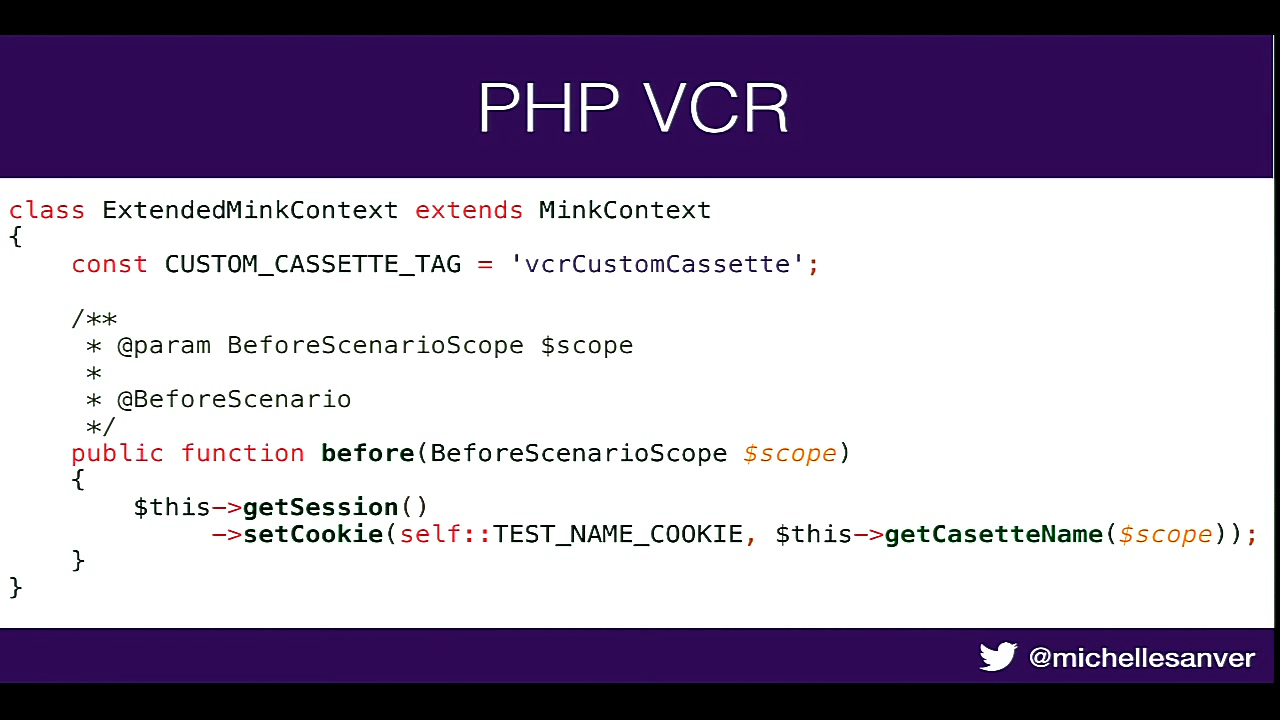 PHP VCR
class ExtendedMinkContext extends MinkContext
{
    const CUSTOM_CASSETTE_TAG = 'vcrCustomCassette';
    /**
     * @param BeforeScenarioScope $scope
     *
     * @BeforeScenario
     */
    public function before(BeforeScenarioScope $scope)
    {
        $this->getSession()
             ->setCookie(self::TEST_NAME_COOKIE, $this->getCasetteName($scope));
    }
}
@michellesanver